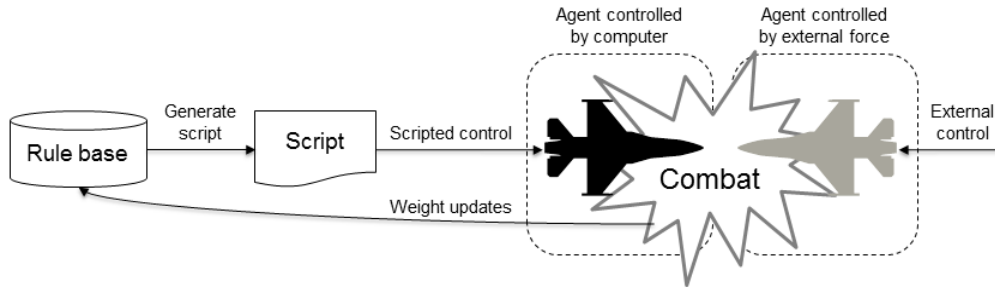 Agent controlled
by computer
Agent controlled
by external force
Generate
script
Rule base
Script
Scripted control
External
control
Combat
Weight updates